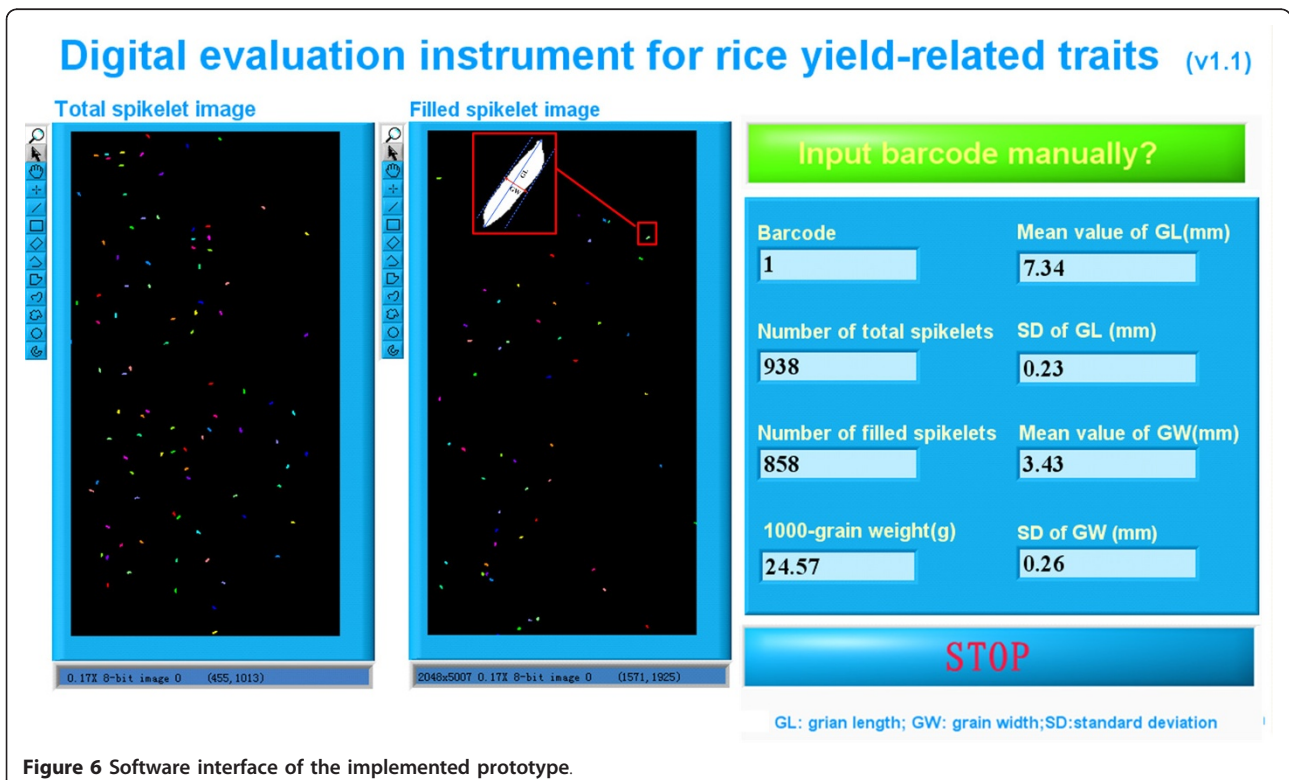 Digital evaluation instrument for rice yield-related traits (v1.1)
Total spikelet image
Filled spikelet image
GL
GW
0.17X 8-bit image 0 (455,1013)
2048x5007 0.17X 8-bit image 0 (1571,1925)
Input barcode manually?
Barcode
1
Mean value of GL(mm)
7.34
Number of total spikelets
938
SD of GL (mm)
0.23
Number of filled spikelets
858
Mean value of GW(mm)
3.43
1000-grain weight(g)
24.57
SD of GW (mm)
0.26
STOP
GL: grian length; GW: grain width;SD:standard deviation
Figure 6 Software interface of the implemented prototype.